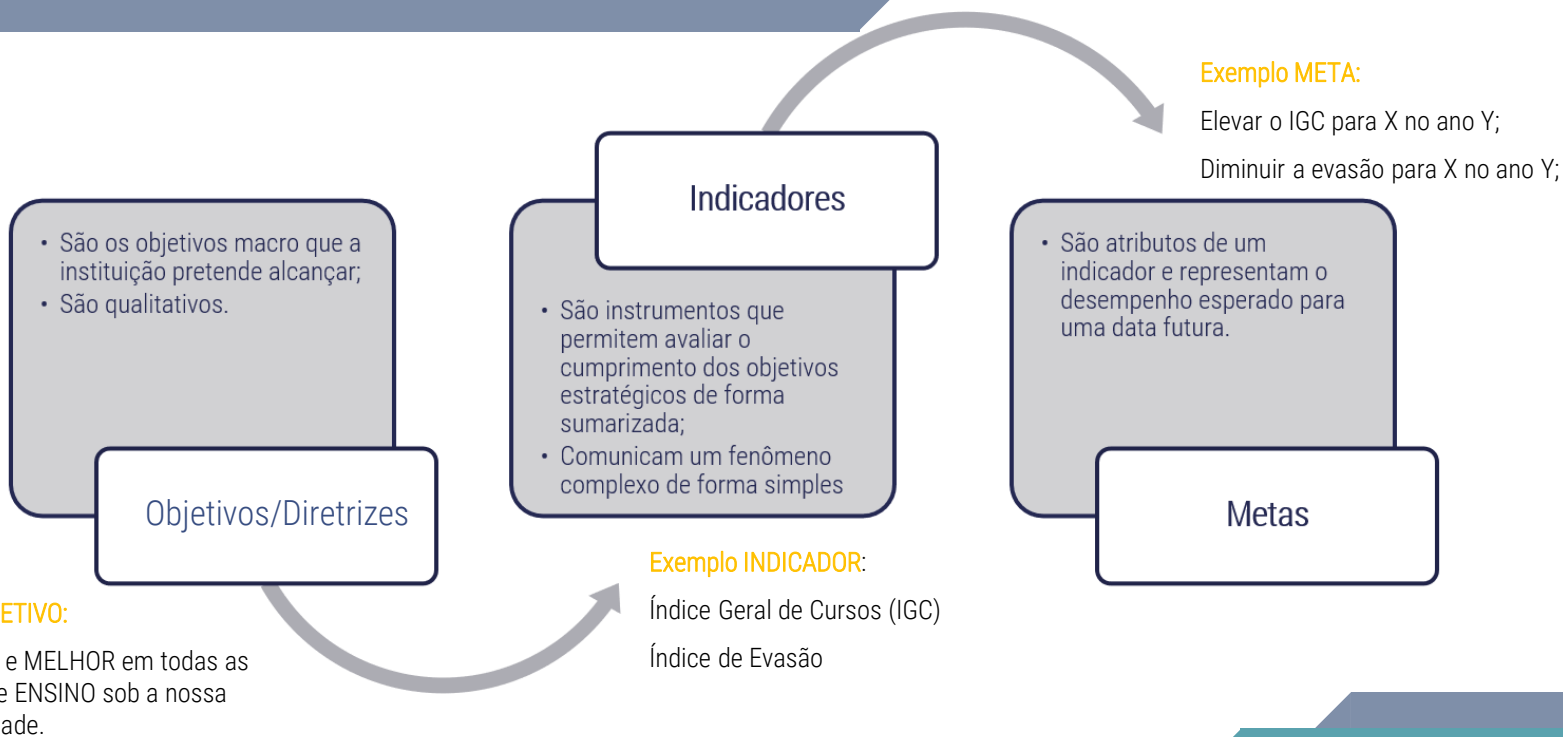 • São os objetivos macro que a
instituição pretende alcançar;
• São qualitativos.
Objetivos/Diretrizes
ETIVO:
e MELHOR em todas as
e ENSINO sob a nossa
ade.
Indicadores
• São instrumentos que
permitem avaliar o
cumprimento dos objetivos
estratégicos de forma
sumarizada;
• Comunicam um fenômeno
complexo de forma simples
Exemplo INDICADOR:
Índice Geral de Cursos (IGC)
Índice de Evasão
Exemplo META:
Elevar o IGC para X no ano Y;
Diminuir a evasão para X no ano Y;
• São atributos de um
indicador e representam o
desempenho esperado para
uma data futura.
Metas